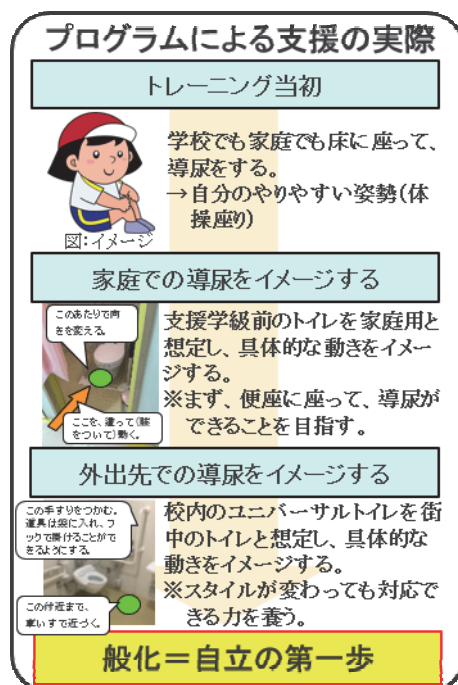 プログラムによる支援の実際
トレーニング当初
学校でも家庭でも床に座って、
導尿をする。
→自分のやりやすい姿勢(体
操座り)
図:イメージ
家庭での導尿をイメージする
このあたりで向
きを変える。
ここを、這って(膝
をついて)動く。
支援学級前のトイレを家庭用と
想定し、具体的な動きをイメー
ジする。
※まず、便座に座って、導尿が
できることを目指す。
外出先での導尿をイメージする
この手すりをつかむ。
道具は袋に入れ、フ
ックで掛けることがで
きるようにする。
この付近まで、
車いすで近づく。
校内のユニバーサルトイレを街
中のトイレと想定し、具体的な
動きをイメージする。
※スタイルが変わっても対応で
きる力を養う。
般化=自立の第一歩